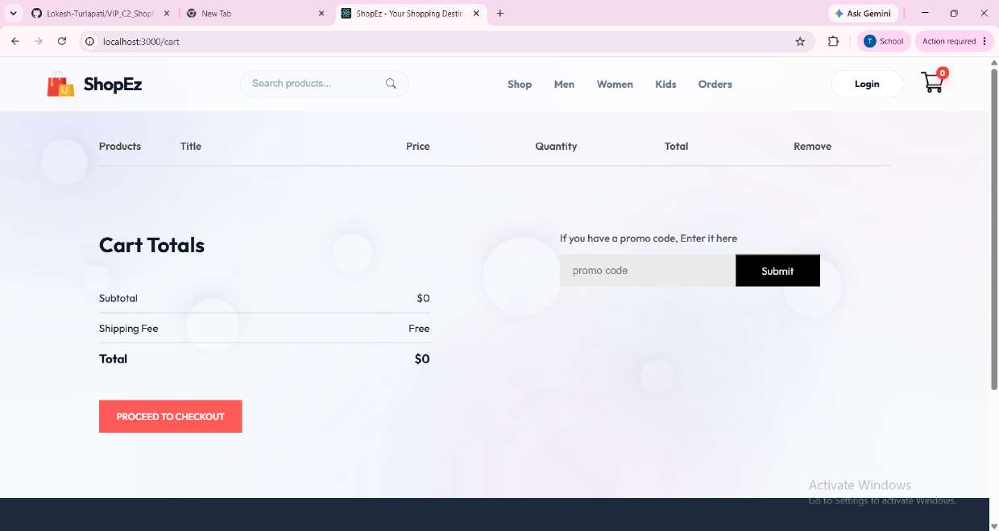 Lokesh-Turlapati/VIP_C2_ShopE
New Tab
ShopEz - Your Shopping Destin
Ask Gemini
localhost:3000/cart
T School
Action required
ShopEz
Search products...
Shop Men Women Kids Orders
Login
0
Products Title Price Quantity Total Remove
Cart Totals
Subtotal $0
Shipping Fee Free
Total $0
PROCEED TO CHECKOUT
If you have a promo code, Enter it here
promo code Submit
Activate Windows
Go to Settings to activate Windows.